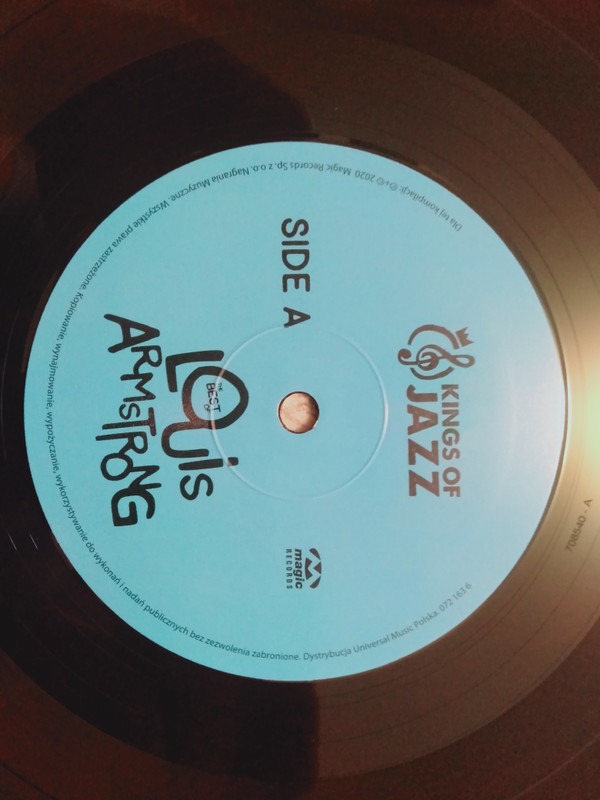 KINGS OF
JAZZ
SIDE A
magic
RECORDS
THE
BEST
OF
LOUIS
ARMSTRONG
Dla tej kompilacji: ℗+© 2020 Magic Records Sp. z o.o. Nagrania Muzyczne. Wszystkie prawa zastrzeżone. Kopiowanie, wynajmowanie, wypożyczanie, wykorzystywanie do wykonań i nadań publicznych bez zezwolenia zabronione. Dystrybucja Universal Music Polska. 072 163 6
708540 - A